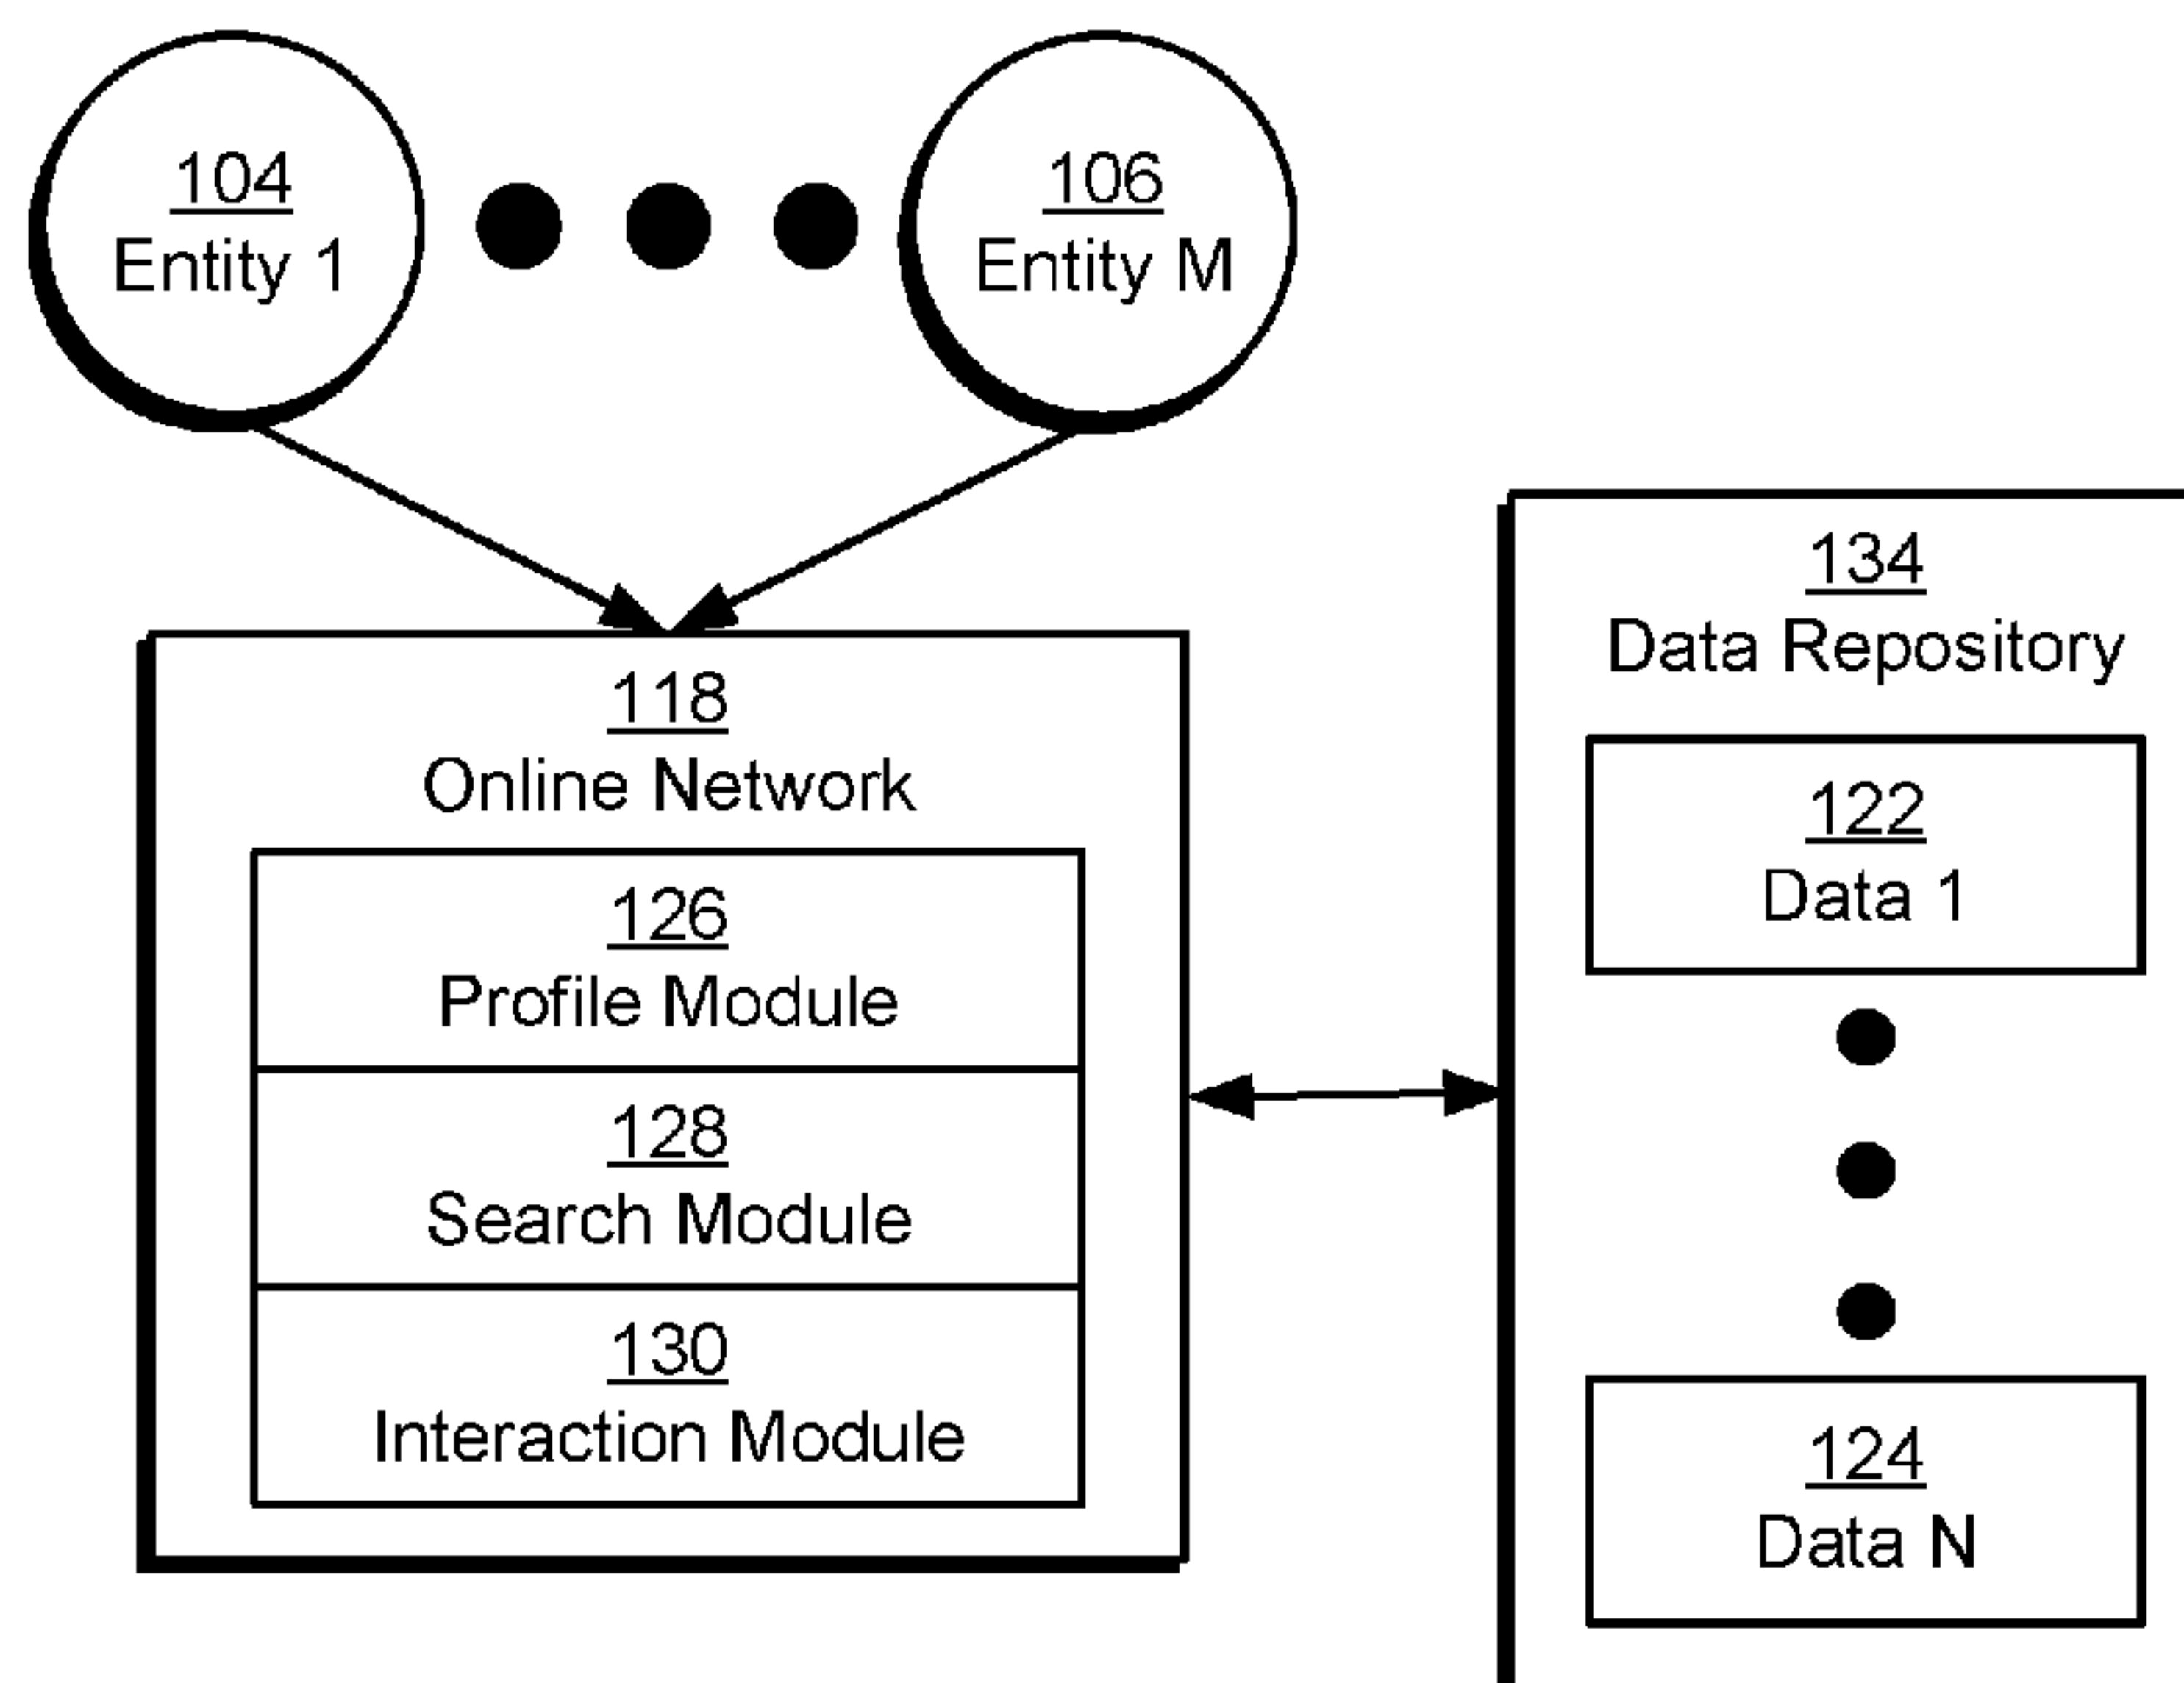 104
Entity 1
106
Entity M
118
Online Network
126
Profile Module
128
Search Module
130
Interaction Module
134
Data Repository
122
Data 1
124
Data N